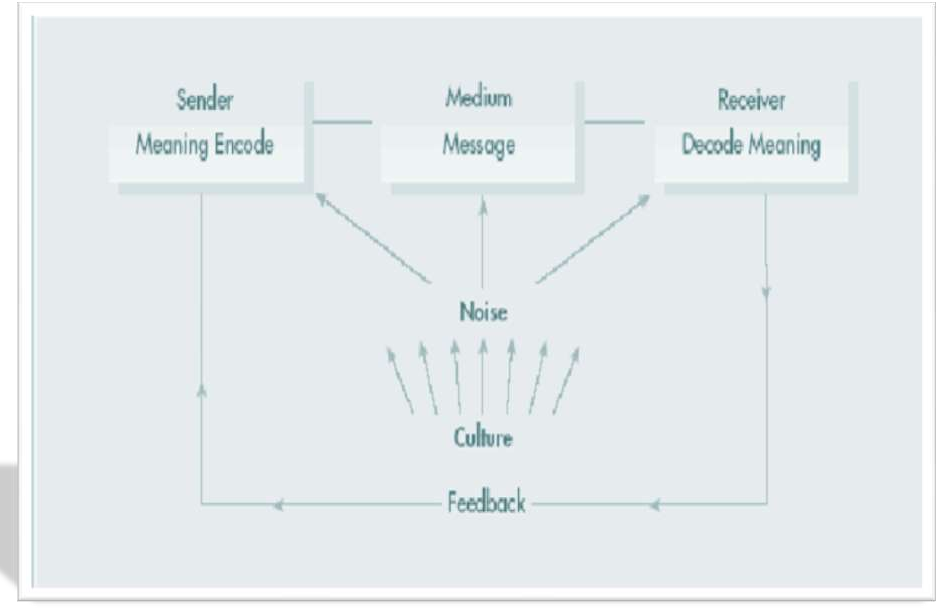 Sender
Meaning Encode
Medium
Message
Receiver
Decode Meaning
Noise
Culture
Feedback